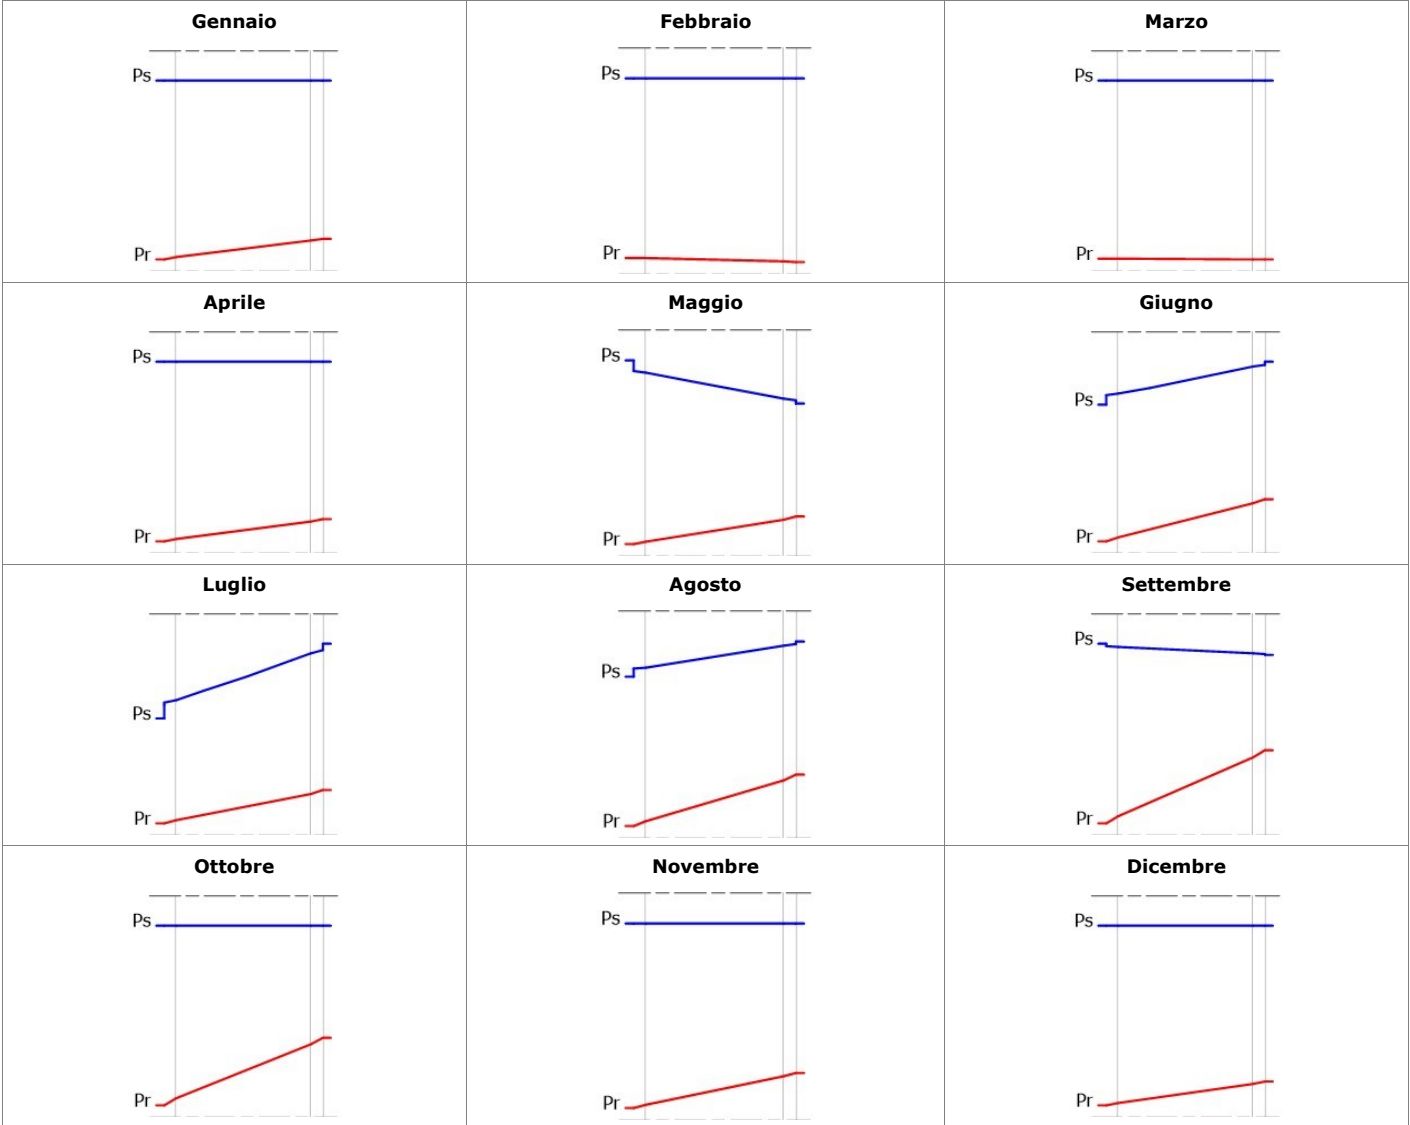 Gennaio
Febbraio
Marzo
Ps
Ps
Ps
Pr
Pr
Pr
Aprile
Maggio
Giugno
Ps
Ps
Ps
Pr
Pr
Pr
Luglio
Agosto
Settembre
Ps
Ps
Ps
Pr
Pr
Pr
Ottobre
Novembre
Dicembre
Ps
Ps
Ps
Pr
Pr
Pr